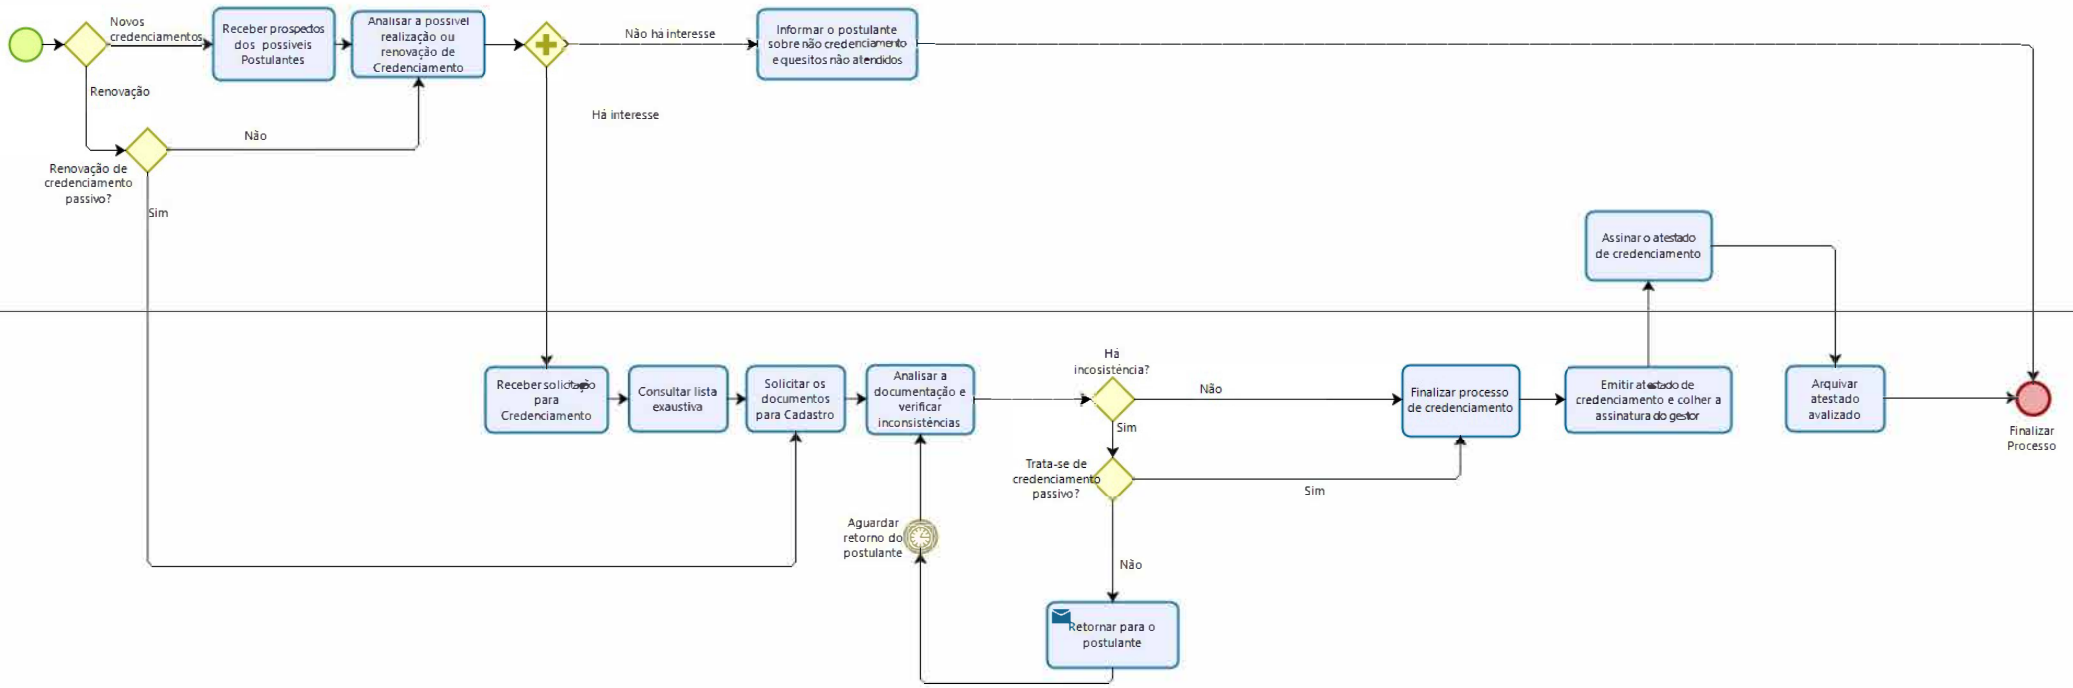 Novos
credenciamentos
Receber prospectos
dos possiveis
Postulantes
Analisar a possivel
realização ou
renovação de
Credenciamento
Não há interesse
Informar o postulante
sobre não credenciamento
e quesitos não atendidos
Renovação
Há interesse
Não
Renovação de
credenciamento
passivo?
Sim
Assinar o atestado
de credenciamento
Receber solicitação
para
Credenciamento
Consultar lista
exaustiva
Solicitar os
documentos
para Cadastro
Analisar a
documentação e
verificar
inconsistências
Há
incosistência?
Não
Sim
Finalizar processo
de credenciamento
Emitir atestado de
credenciamento e colher a
assinatura do gestor
Arquivar
atestado
avalizado
Finalizar
Processo
Trata-se de
credenciamento
passivo?
Sim
Não
Aguardar
retorno do
postulante
Retornar para o
postulante